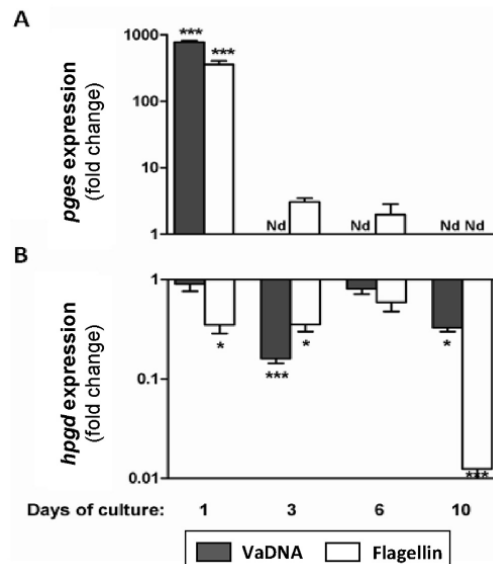 A
pges expression
(fold change)
1000
100
10
1
***
***
Nd
Nd
Nd Nd
B
hpgd expression
(fold change)
1
0.1
0.01
*
***
*
*
***
Days of culture: 1 3 6 10
VaDNA Flagellin